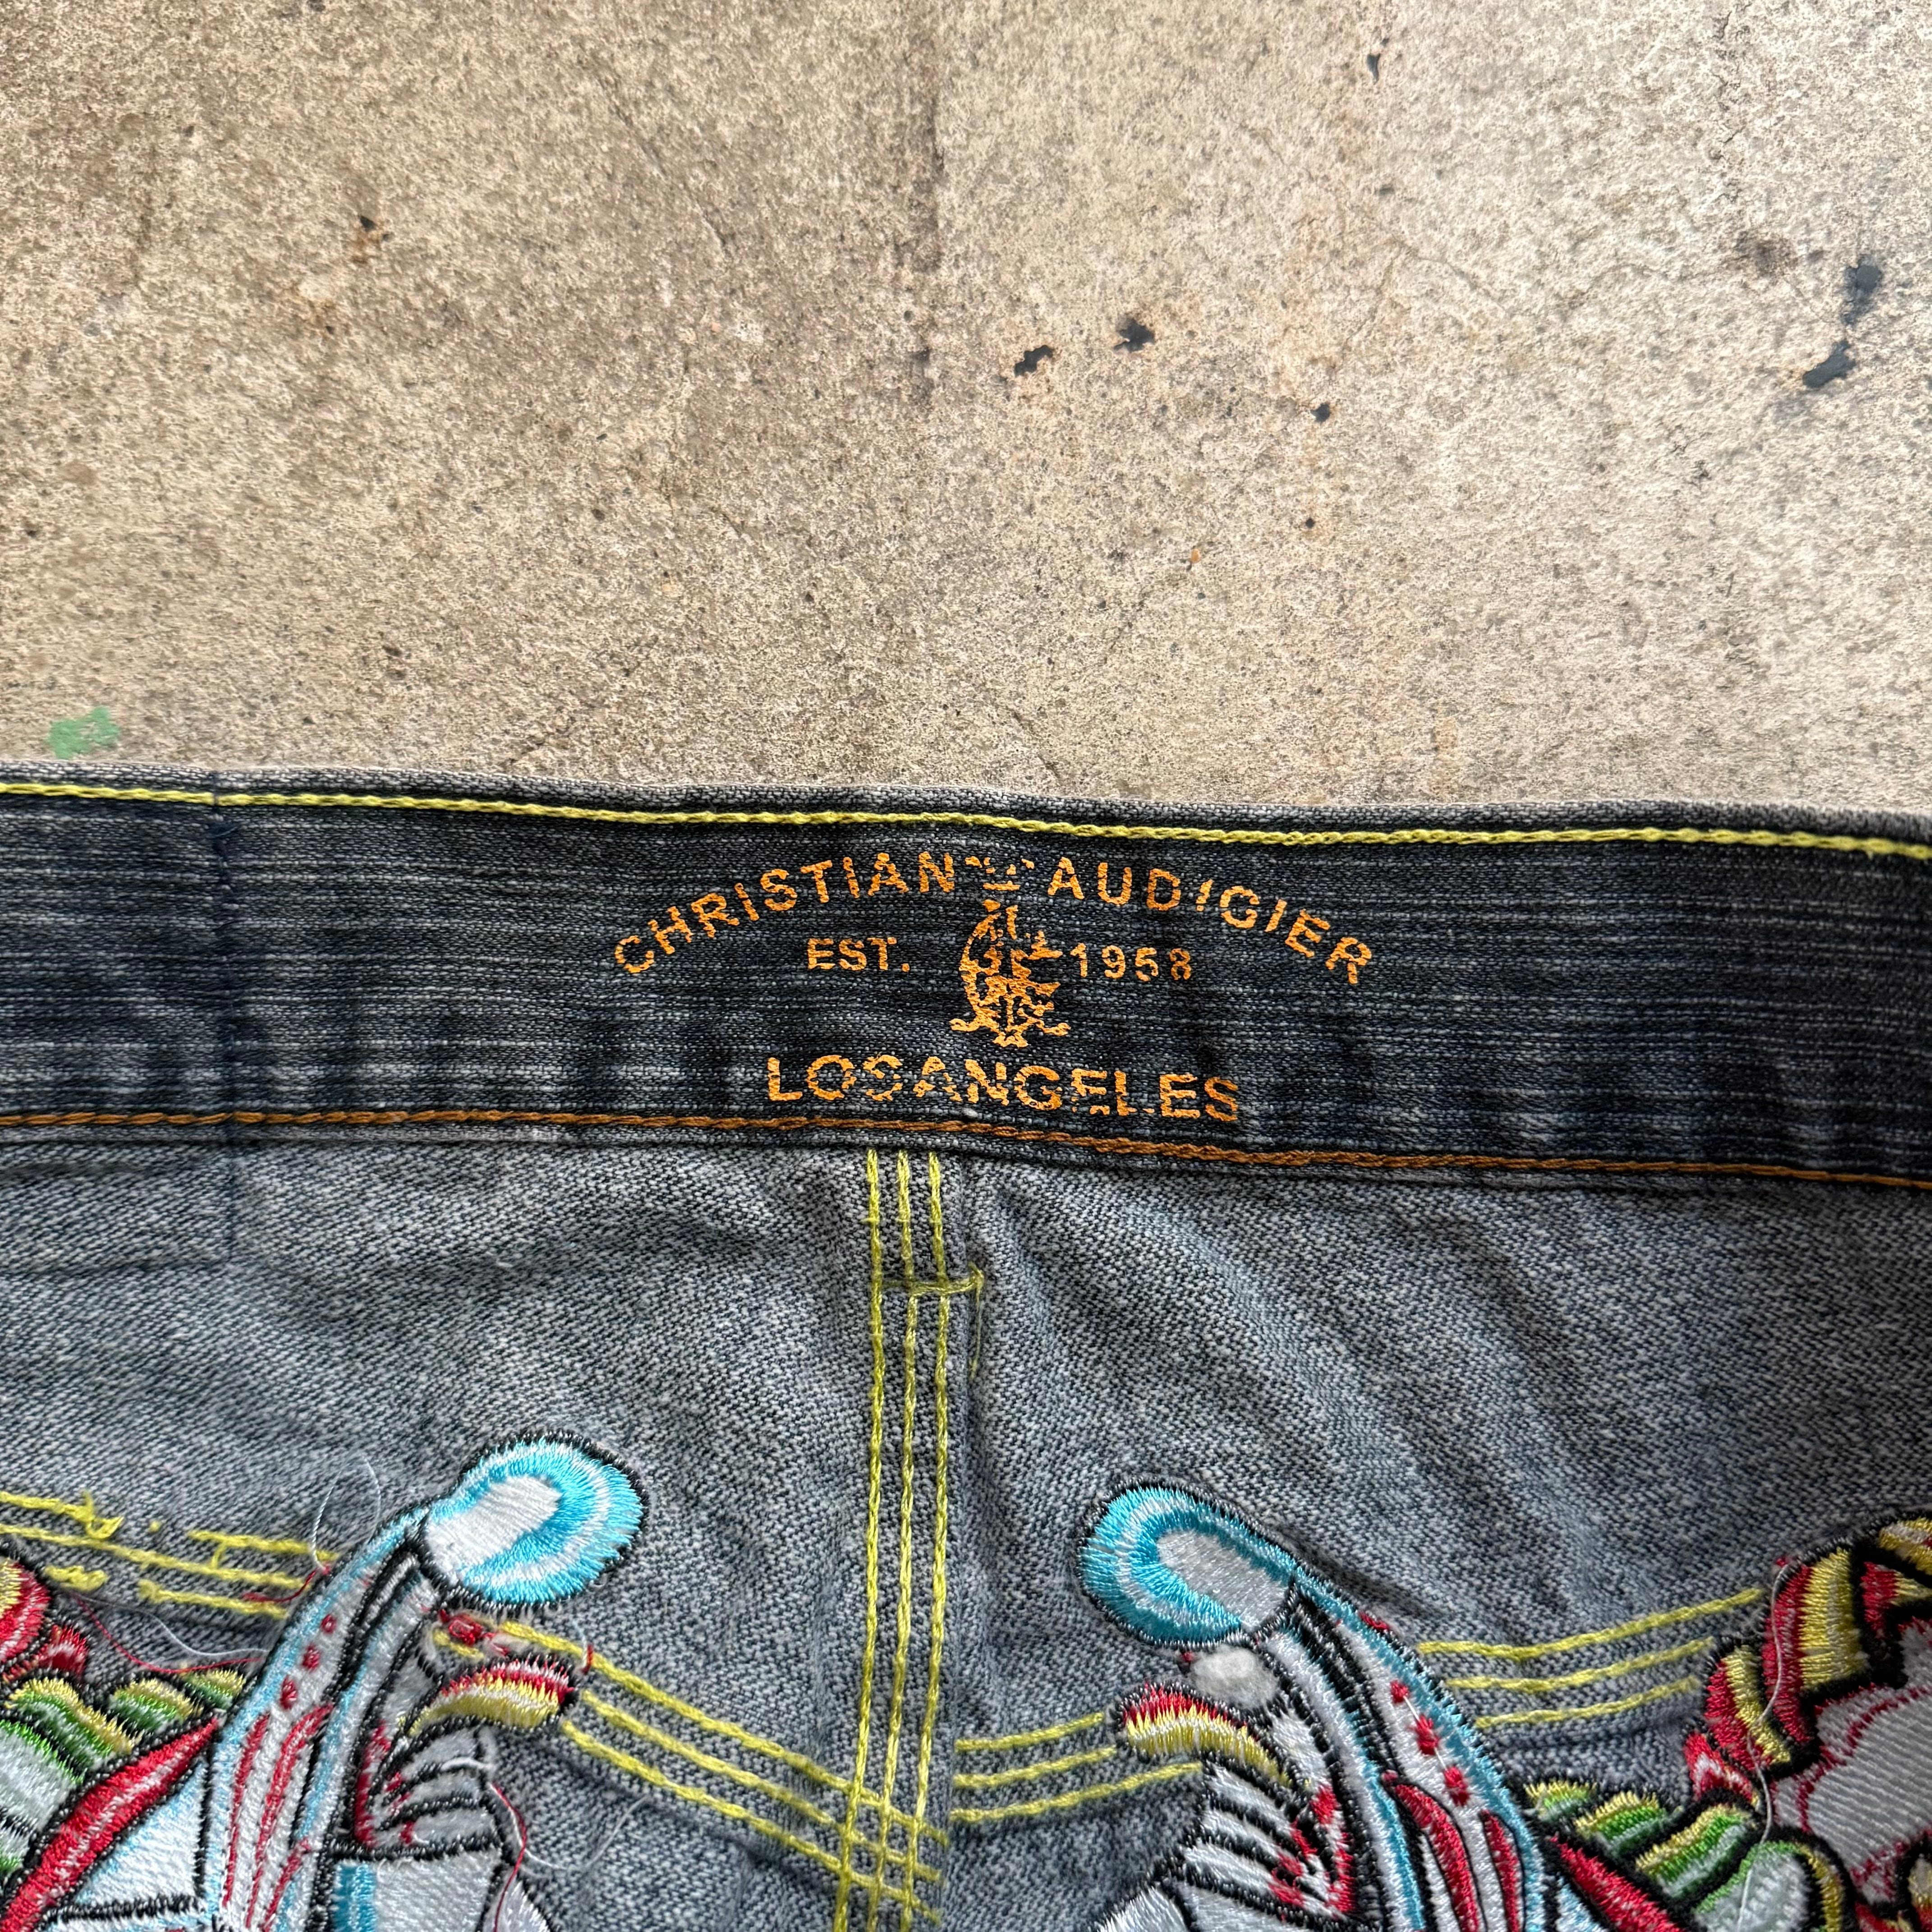 CHRISTIAN AUDIGIER
EST. 1958
LOSANGELES